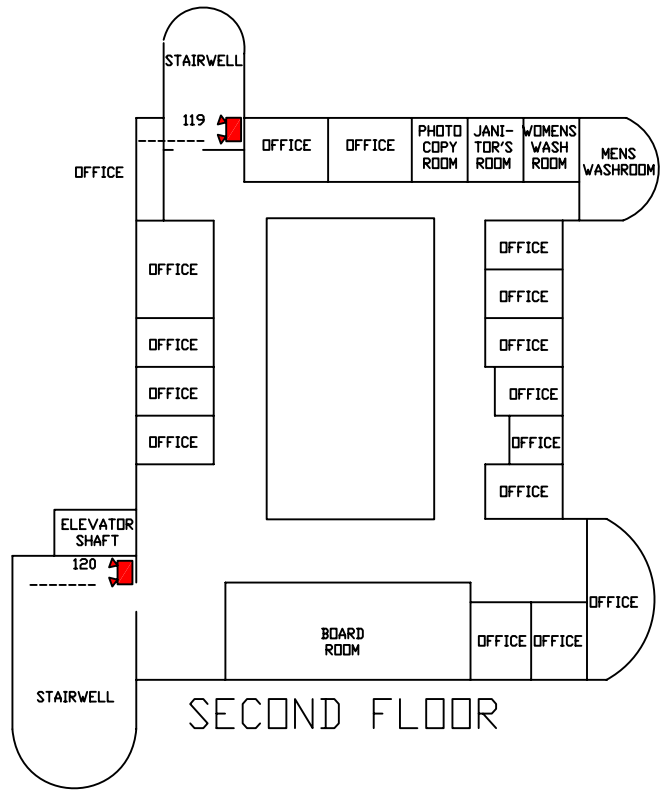 STAIRWELL
119
OFFICE
OFFICE
OFFICE
PHOTO
COPY
ROOM
JANI-
TOR'S
ROOM
WOMENS
WASH
ROOM
MENS
WASHROOM
OFFICE
OFFICE
OFFICE
OFFICE
OFFICE
OFFICE
OFFICE
OFFICE
OFFICE
OFFICE
ELEVATOR
SHAFT
120
STAIRWELL
BOARD
ROOM
OFFICE
OFFICE
OFFICE
SECOND FLOOR